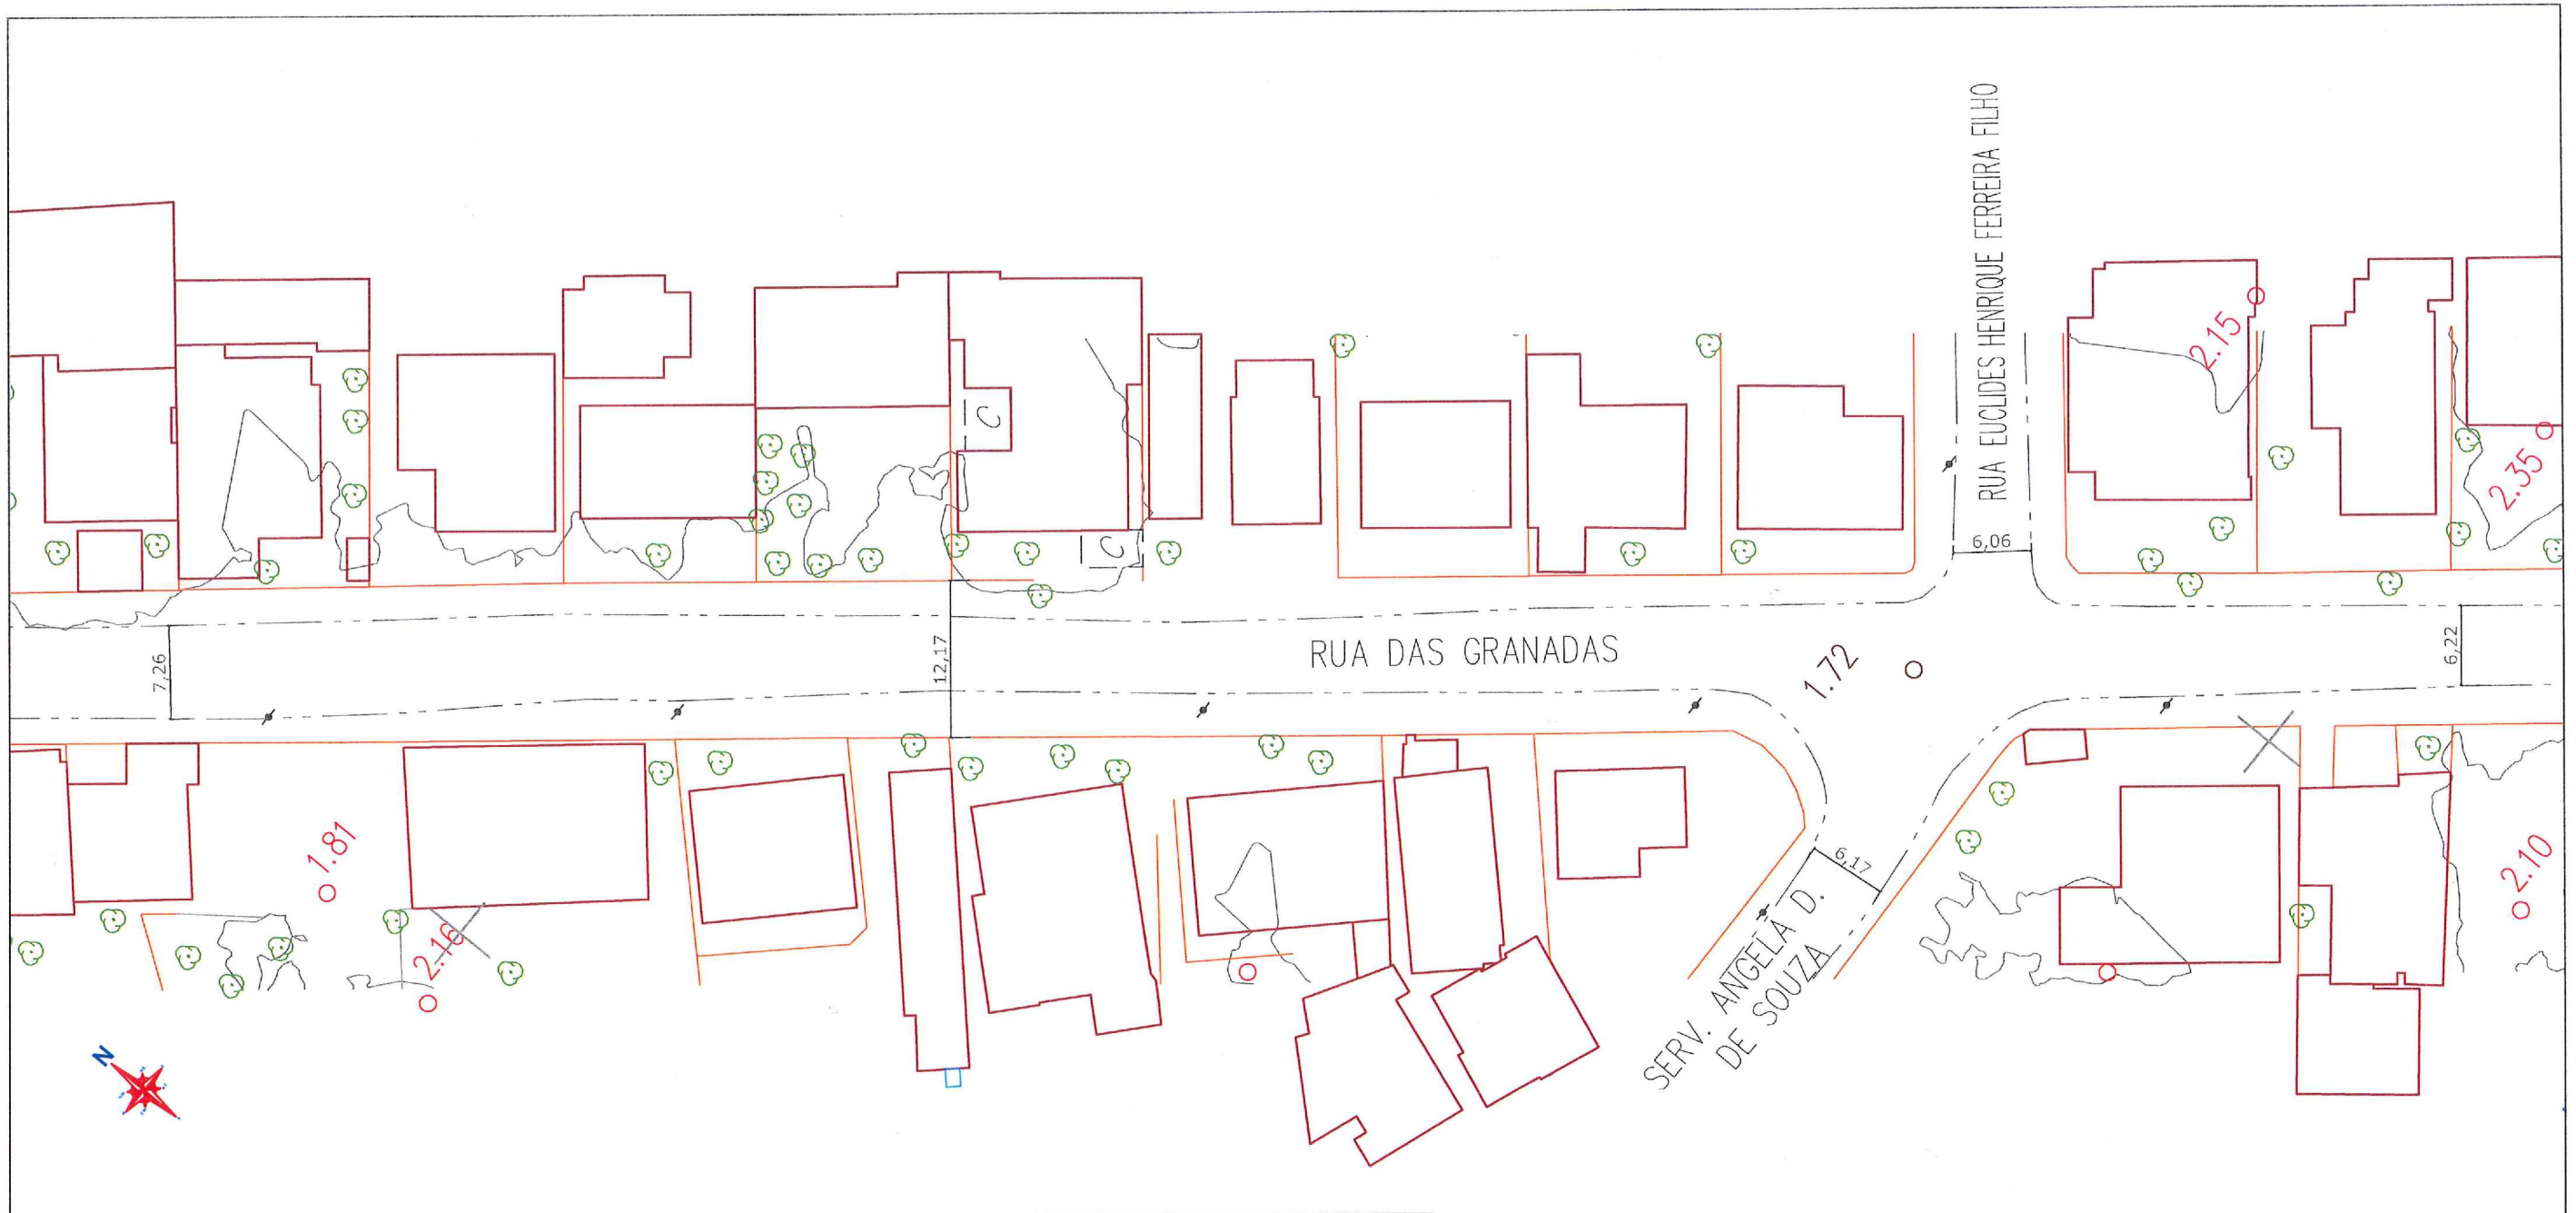 RUA EUCLIDES HENRIQUE FERREIRA FILHO
2.15
C
2.35
C
6,06
7,26
12,17
RUA DAS GRANADAS
1.72
6,22
1.81
2.16
6,17
2.10
SERV. ANGELA D.
DE SOUZA
N